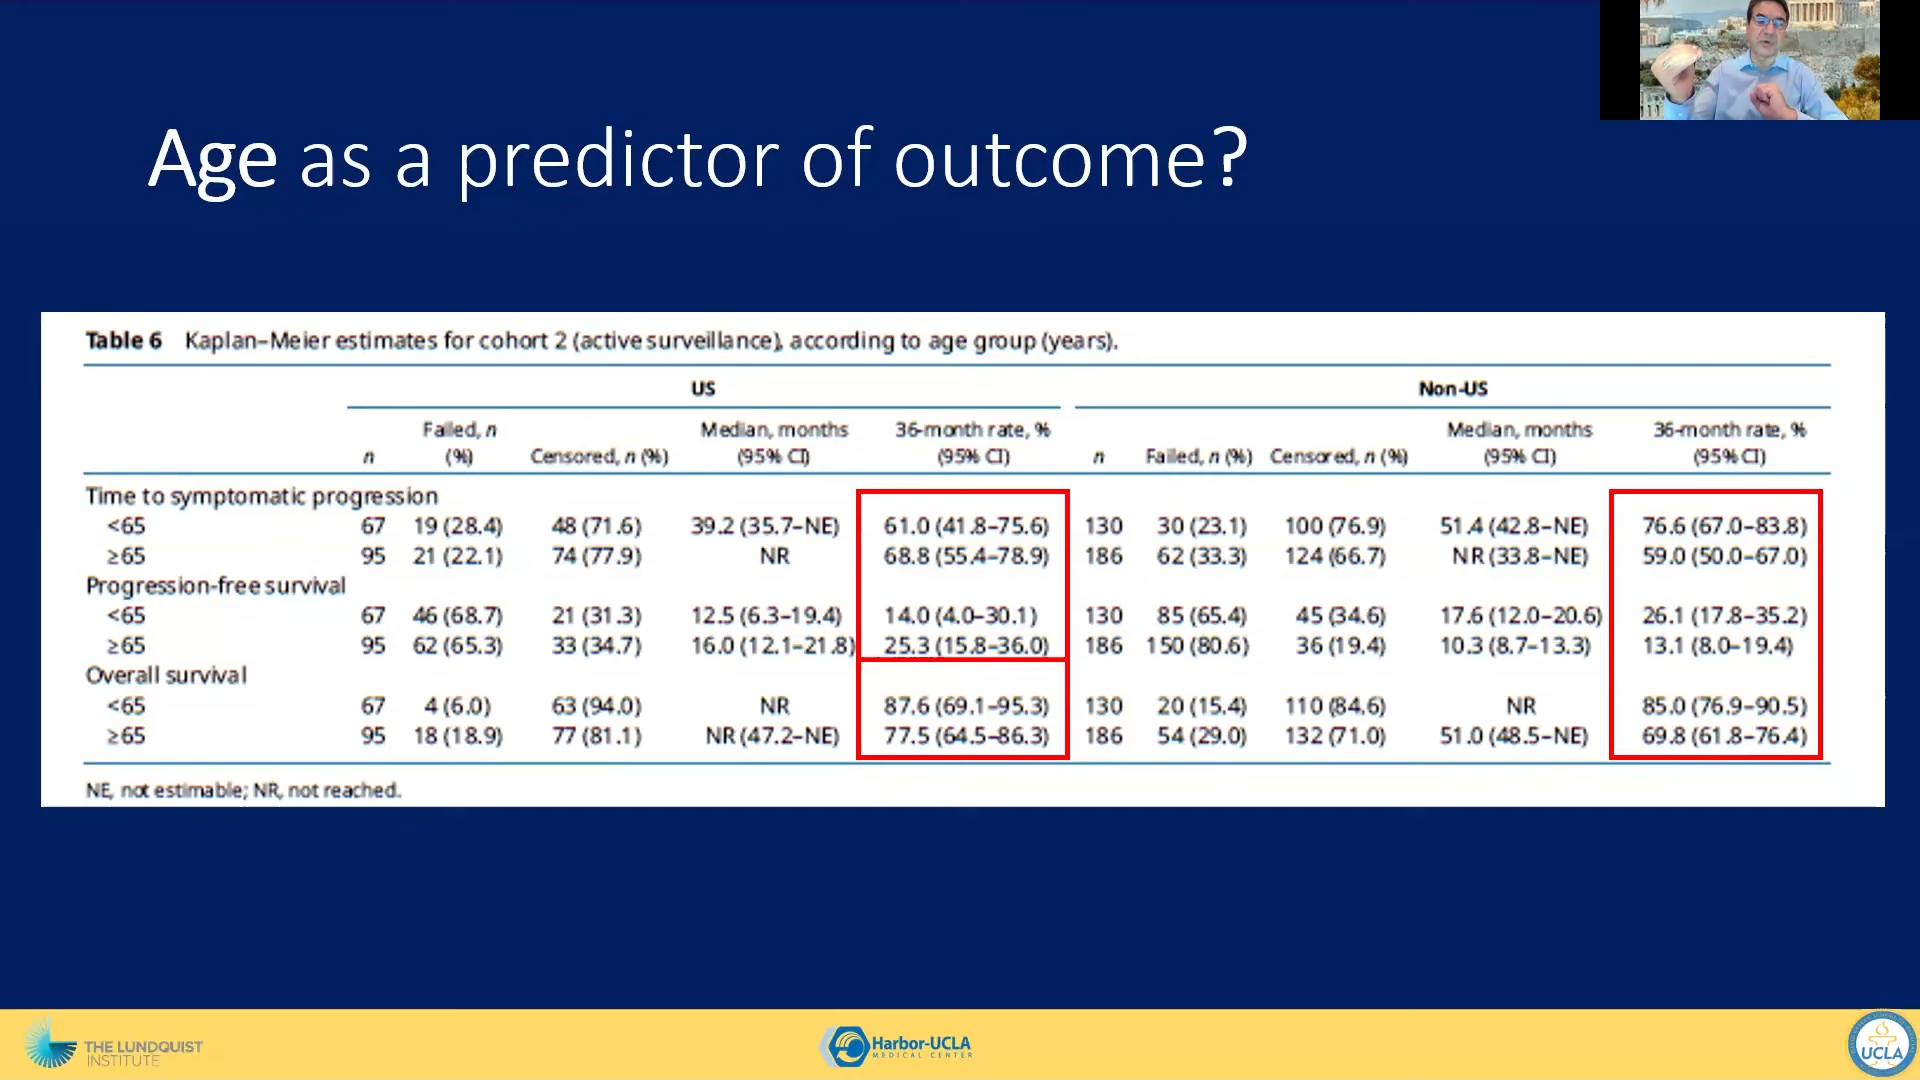 Age as a predictor of outcome?
Table 6 Kaplan–Meier estimates for cohort 2 (active surveillance), according to age group (years).
US Non-US
n Failed, n (%) Censored, n (%) Median, months (95% CI) 36-month rate, % (95% CI) n Failed, n (%) Censored, n (%) Median, months (95% CI) 36-month rate, % (95% CI)
Time to symptomatic progression
<65 67 19 (28.4) 48 (71.6) 39.2 (35.7–NE) 61.0 (41.8–75.6) 130 30 (23.1) 100 (76.9) 51.4 (42.8–NE) 76.6 (67.0–83.8)
≥65 95 21 (22.1) 74 (77.9) NR 68.8 (55.4–78.9) 186 62 (33.3) 124 (66.7) NR (33.8–NE) 59.0 (50.0–67.0)
Progression-free survival
<65 67 46 (68.7) 21 (31.3) 12.5 (6.3–19.4) 14.0 (4.0–30.1) 130 85 (65.4) 45 (34.6) 17.6 (12.0–20.6) 26.1 (17.8–35.2)
≥65 95 62 (65.3) 33 (34.7) 16.0 (12.1–21.8) 25.3 (15.8–36.0) 186 150 (80.6) 36 (19.4) 10.3 (8.7–13.3) 13.1 (8.0–19.4)
Overall survival
<65 67 4 (6.0) 63 (94.0) NR 87.6 (69.1–95.3) 130 20 (15.4) 110 (84.6) NR 85.0 (76.9–90.5)
≥65 95 18 (18.9) 77 (81.1) NR (47.2–NE) 77.5 (64.5–86.3) 186 54 (29.0) 132 (71.0) 51.0 (48.5–NE) 69.8 (61.8–76.4)
NE, not estimable; NR, not reached.
THE LUNDQUIST
INSTITUTE
Harbor-UCLA
MEDICAL CENTER
UCLA